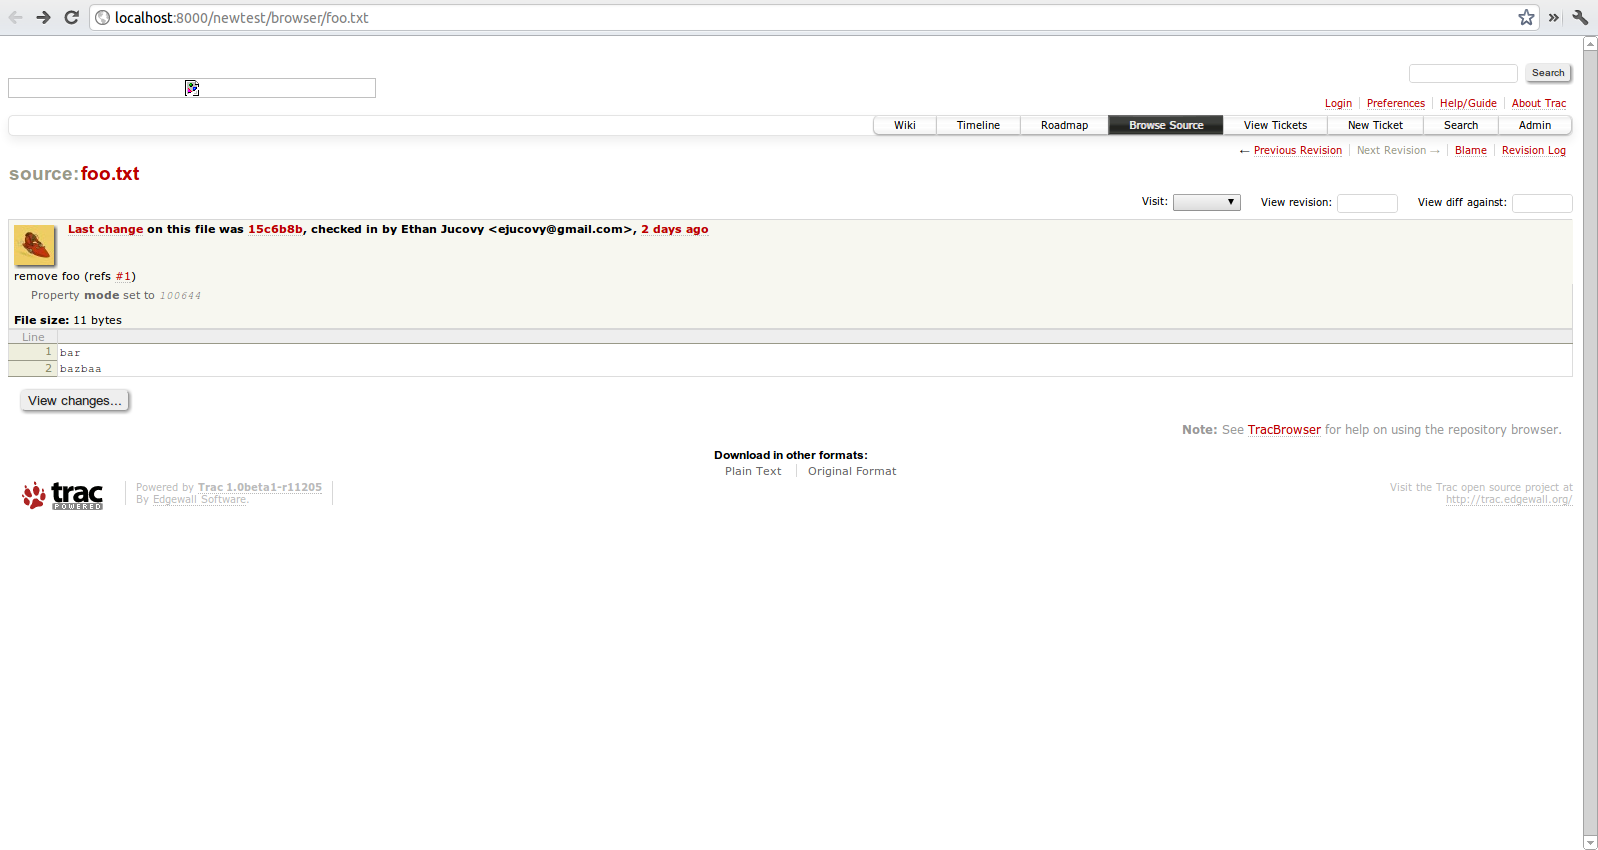 localhost:8000/newtest/browser/foo.txt
Search
Login Preferences Help/Guide About Trac
Wiki Timeline Roadmap Browse Source View Tickets New Ticket Search Admin
← Previous Revision Next Revision → Blame Revision Log
source:foo.txt
Visit: View revision: View diff against:
Last change on this file was 15c6b8b, checked in by Ethan Jucovy <ejucovy@gmail.com>, 2 days ago
remove foo (refs #1)
Property mode set to 100644
File size: 11 bytes
Line
1 bar
2 bazbaa
View changes...
Note: See TracBrowser for help on using the repository browser.
Download in other formats:
Plain Text Original Format
trac POWERED
Powered by Trac 1.0beta1-r11205
By Edgewall Software.
Visit the Trac open source project at
http://trac.edgewall.org/